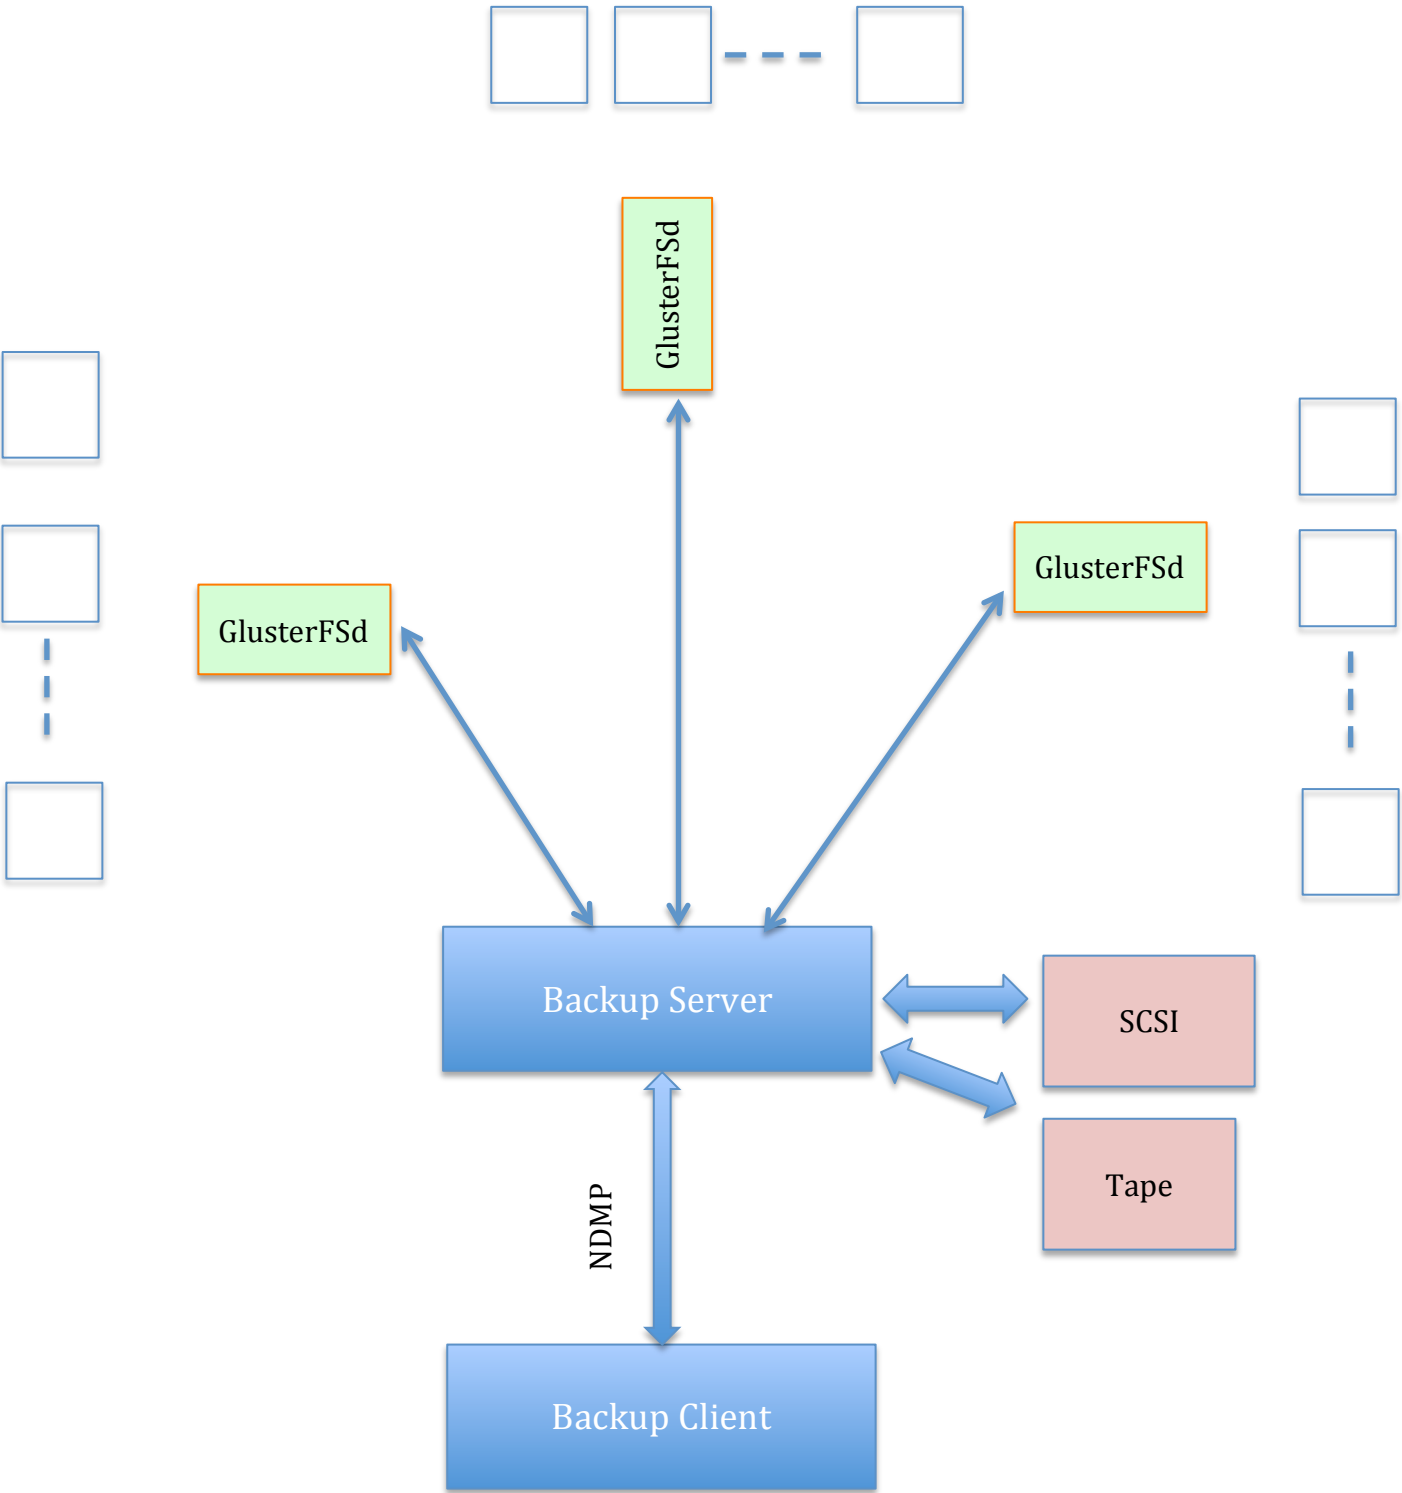 GlusterFSd
GlusterFSd
GlusterFSd
Backup Server
SCSI
Tape
NDMP
Backup Client